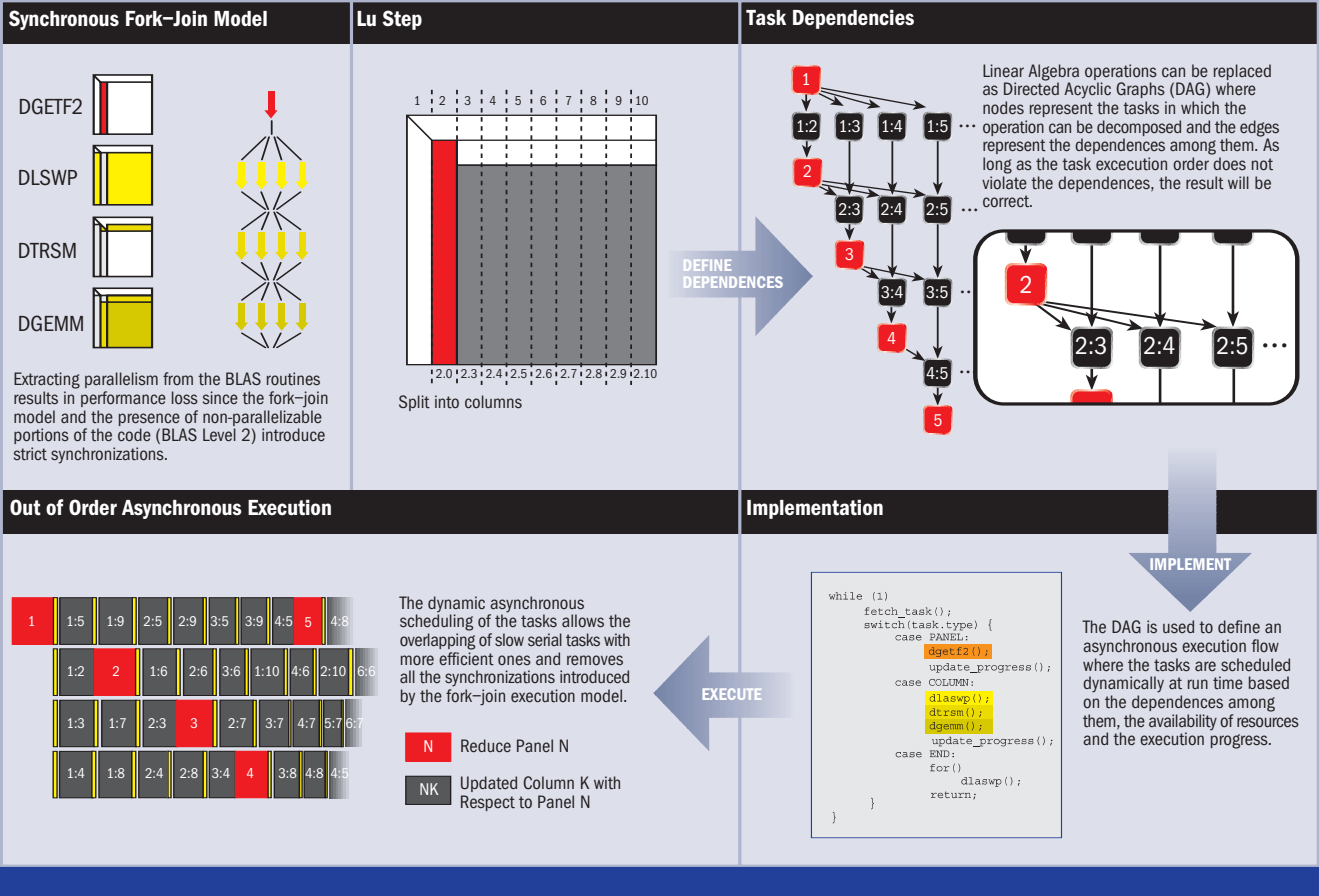 Synchronous Fork–Join Model
DGETF2
DLSWP
DTRSM
DGEMM
Extracting parallelism from the BLAS routines
results in performance loss since the fork–join
model and the presence of non-parallelizable
portions of the code (BLAS Level 2) introduce
strict synchronizations.
Lu Step
1 2 3 4 5 6 7 8 9 10
2.0 2.3 2.4 2.5 2.6 2.7 2.8 2.9 2.10
Split into columns
DEFINE
DEPENDENCES
Task Dependencies
1
1:2 1:3 1:4 1:5 ...
2
2:3 2:4 2:5 ...
3
3:4 3:5 ..
4
4:5 ..
5
Linear Algebra operations can be replaced
as Directed Acyclic Graphs (DAG) where
nodes represent the tasks in which the
operation can be decomposed and the edges
represent the dependences among them. As
long as the task excecution order does not
violate the dependences, the result will be
correct.
2
2:3 2:4 2:5 ...
IMPLEMENT
Out of Order Asynchronous Execution
1 1:5 1:9 2:5 2:9 3:5 3:9 4:5 5 4:8
1:2 2 1:6 2:6 3:6 1:10 4:6 2:10 6:6
1:3 1:7 2:3 3 2:7 3:7 4:7 5:7 6:7
1:4 1:8 2:4 2:8 3:4 4 3:8 4:8 4:5
The dynamic asynchronous
scheduling of the tasks allows the
overlapping of slow serial tasks with
more efficient ones and removes
all the synchronizations introduced
by the fork–join execution model.
N Reduce Panel N
NK Updated Column K with
Respect to Panel N
EXECUTE
Implementation
while (1)
fetch_task();
switch(task.type) {
case PANEL:
dgetf2();
update_progress();
case COLUMN:
dlaswp();
dtrsm();
dgemm();
update_progress();
case END:
for()
dlaswp();
return;
}
}
The DAG is used to define an
asynchronous execution flow
where the tasks are scheduled
dynamically at run time based
on the dependences among
them, the availability of resources
and the execution progress.